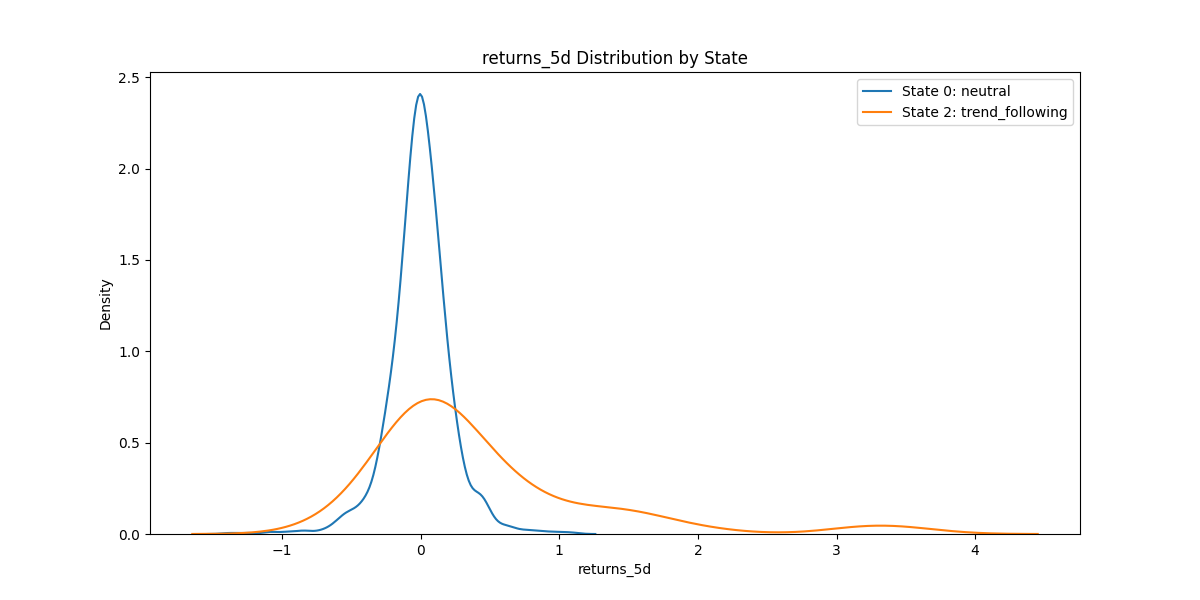 returns_5d Distribution by State
State 0: neutral
State 2: trend_following
2.5
2.0
1.5
1.0
0.5
0.0
Density
−1
0
1
2
3
4
returns_5d